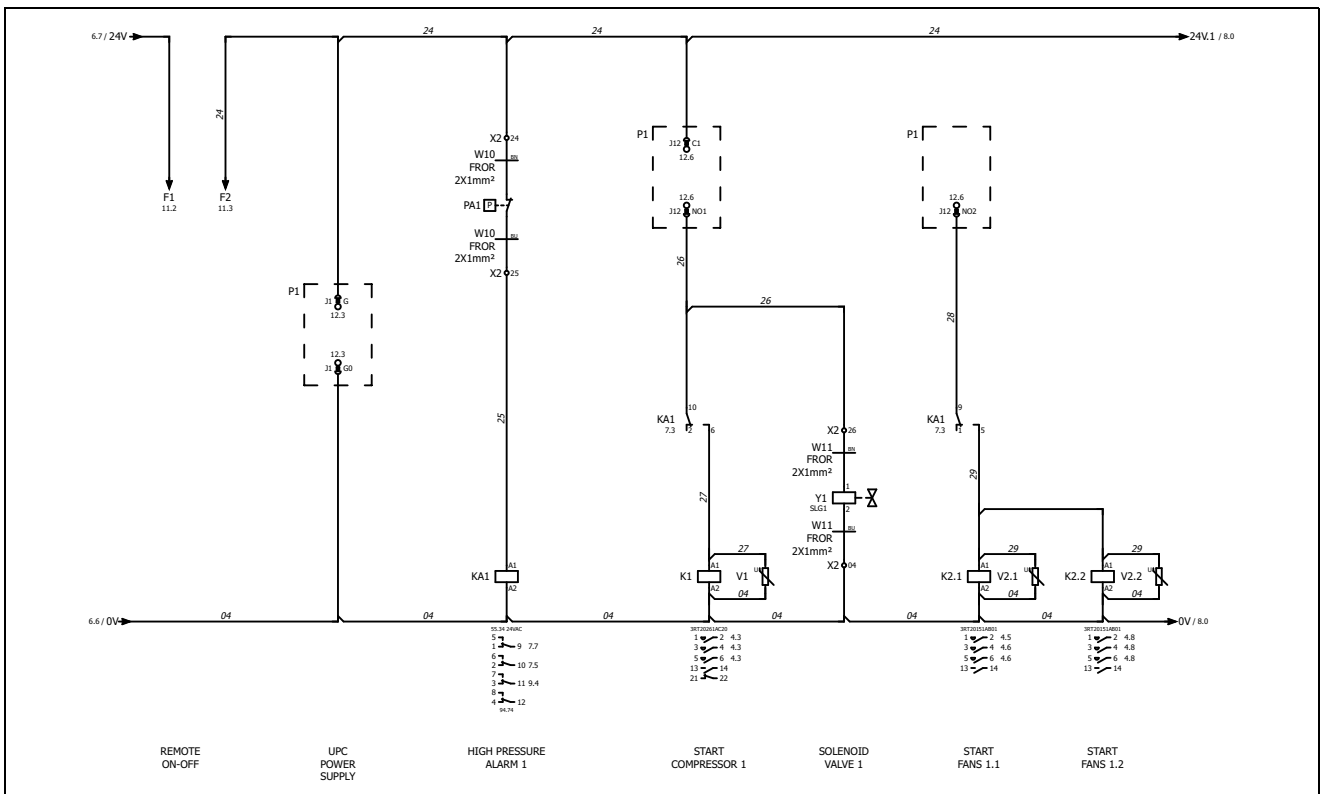 6.7 / 24V
24
24
24
24V.1 / 8.0
24
F1
11.2
F2
11.3
X2 24
W10 BN
FROR
2X1mm²
PA1 P
W10 BU
FROR
2X1mm²
X2 25
P1
J12 C1
12.6
12.6
J12 NO1
P1
12.6
J12 NO2
P1
J1 G
12.3
12.3
J1 G0
26
26
28
25
KA1
7.3
10
2 6
KA1
7.3
9
1 5
X2 26
W11 BN
FROR
2X1mm²
Y1
SLG1
1
2
W11 BU
FROR
2X1mm²
X2 04
27
29
KA1
A1
A2
27
K1
A1
A2
V1
U
04
29
K2.1
A1
A2
V2.1
U
04
29
K2.2
A1
A2
V2.2
U
04
6.6 / 0V
04
04
04
04
04
04
0V / 8.0
55.34 24VAC
5
1 9 7.7
6
2 10 7.5
7
3 11 9.4
8
4 12
94.74
3RT20261AC20
1 2 4.3
3 4 4.3
5 6 4.3
13 14
21 22
3RT20151AB01
1 2 4.5
3 4 4.6
5 6 4.6
13 14
3RT20151AB01
1 2 4.8
3 4 4.8
5 6 4.8
13 14
REMOTE
ON-OFF
UPC
POWER
SUPPLY
HIGH PRESSURE
ALARM 1
START
COMPRESSOR 1
SOLENOID
VALVE 1
START
FANS 1.1
START
FANS 1.2